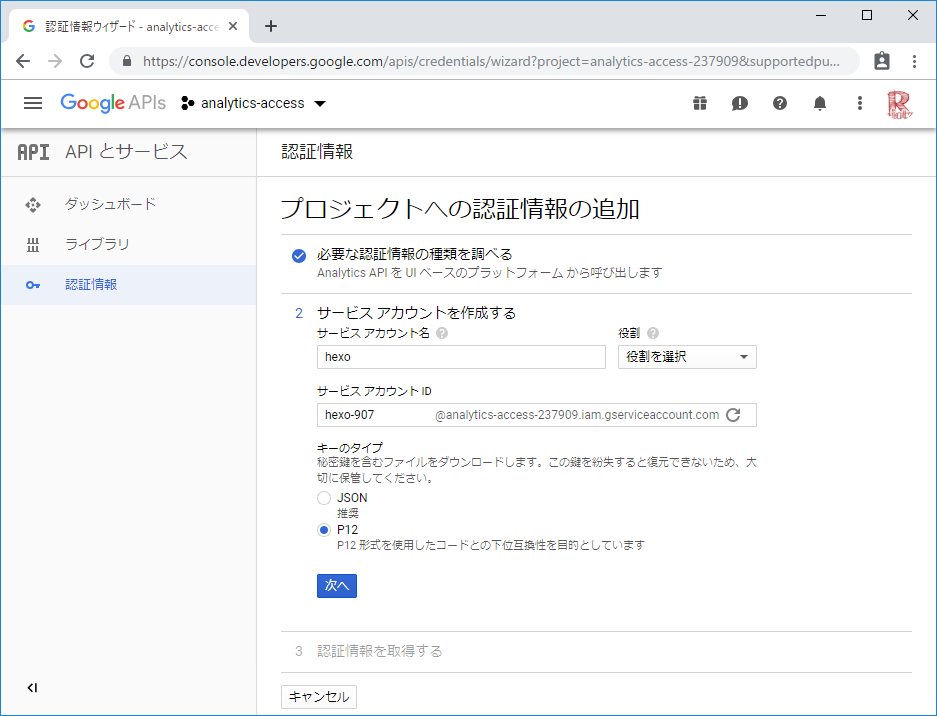 認証情報ウィザード - analytics-acce
https://console.developers.google.com/apis/credentials/wizard?project=analytics-access-237909&supportedpu...
Google APIs analytics-access
API API とサービス
認証情報
ダッシュボード
ライブラリ
認証情報
プロジェクトへの認証情報の追加
必要な認証情報の種類を調べる
Analytics API を UI ベースのプラットフォーム から呼び出します
2 サービス アカウントを作成する
サービス アカウント名
役割
hexo
役割を選択
サービス アカウント ID
hexo-907 @analytics-access-237909.iam.gserviceaccount.com
キーのタイプ
秘密鍵を含むファイルをダウンロードします。この鍵を紛失すると復元できないため、大
切に保管してください。
JSON
推奨
P12
P12 形式を使用したコードとの下位互換性を目的としています
次へ
3 認証情報を取得する
キャンセル